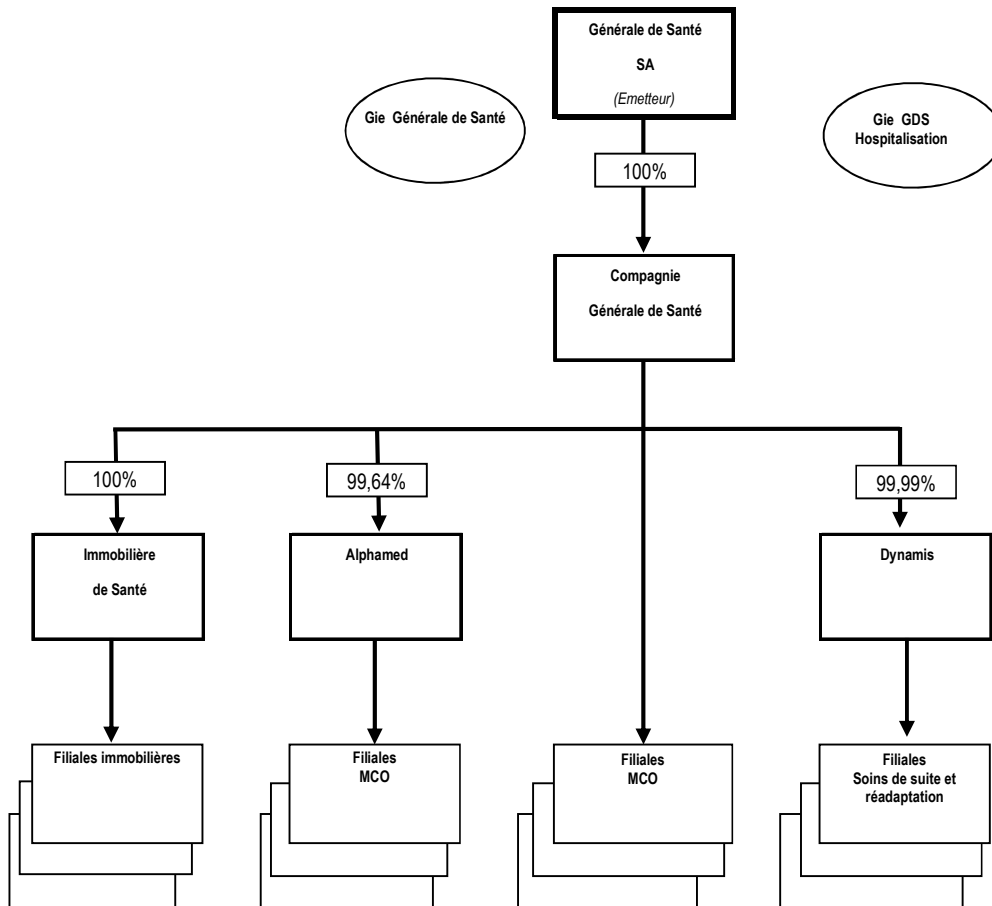 Générale de Santé
SA
(Emetteur)
Gie Générale de Santé
Gie GDS
Hospitalisation
100%
Compagnie
Générale de Santé
100%
99,64%
99,99%
Immobilière
de Santé
Alphamed
Dynamis
Filiales immobilières
Filiales
MCO
Filiales
MCO
Filiales
Soins de suite et
réadaptation